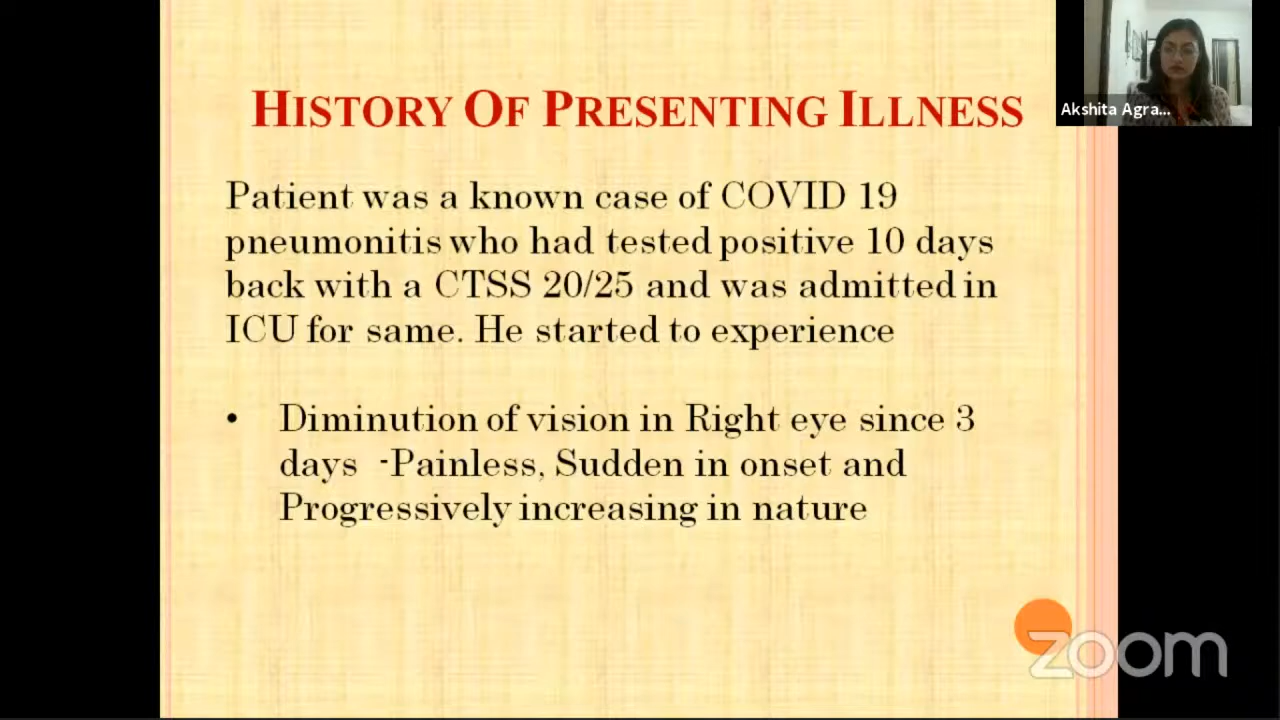 HISTORY OF PRESENTING ILLNESS
Akshita Agra...
Patient was a known case of COVID 19
pneumonitis who had tested positive 10 days
back with a CTSS 20/25 and was admitted in
ICU for same. He started to experience
• Diminution of vision in Right eye since 3
days -Painless, Sudden in onset and
Progressively increasing in nature
zoom